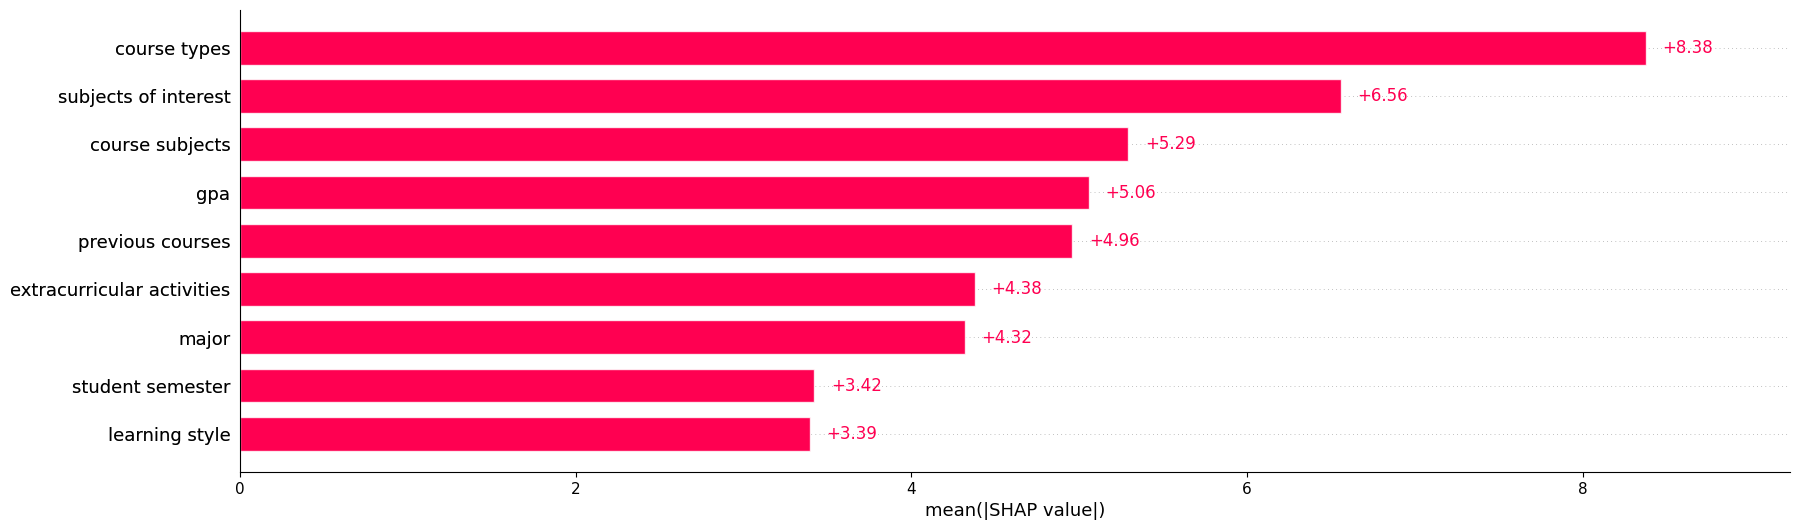 course types +8.38
subjects of interest +6.56
course subjects +5.29
gpa +5.06
previous courses +4.96
extracurricular activities +4.38
major +4.32
student semester +3.42
learning style +3.39
0 2 4 6 8
mean(|SHAP value|)